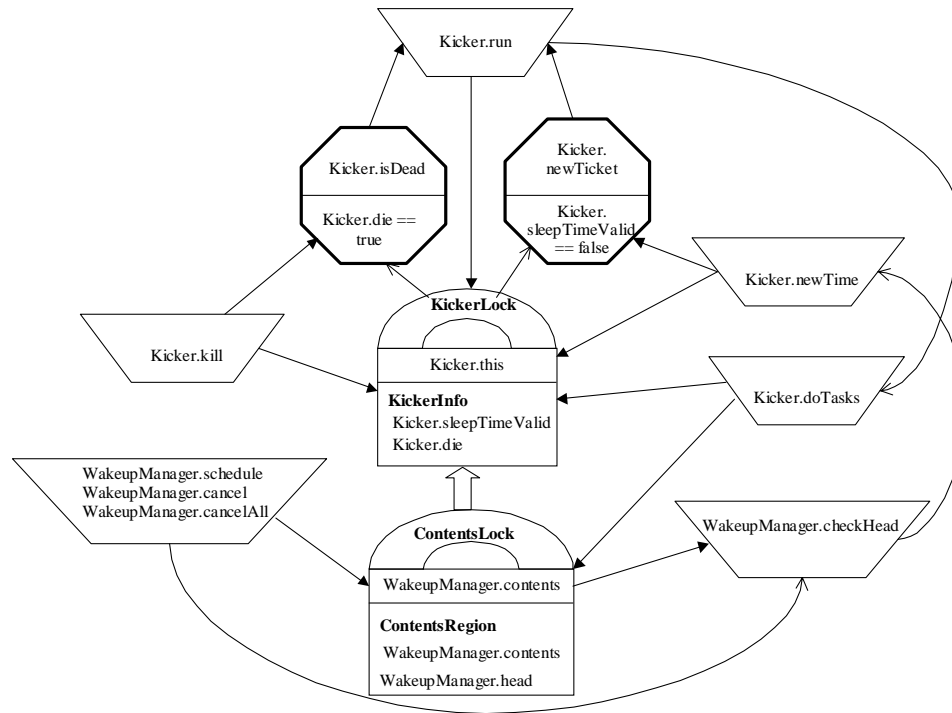 Kicker.run
Kicker.isDead
Kicker.die ==
true
Kicker.
newTicket
Kicker.
sleepTimeValid
== false
Kicker.newTime
KickerLock
Kicker.kill
Kicker.this
KickerInfo
Kicker.sleepTimeValid
Kicker.die
Kicker.doTasks
WakeupManager.schedule
WakeupManager.cancel
WakeupManager.cancelAll
ContentsLock
WakeupManager.checkHead
WakeupManager.contents
ContentsRegion
WakeupManager.contents
WakeupManager.head